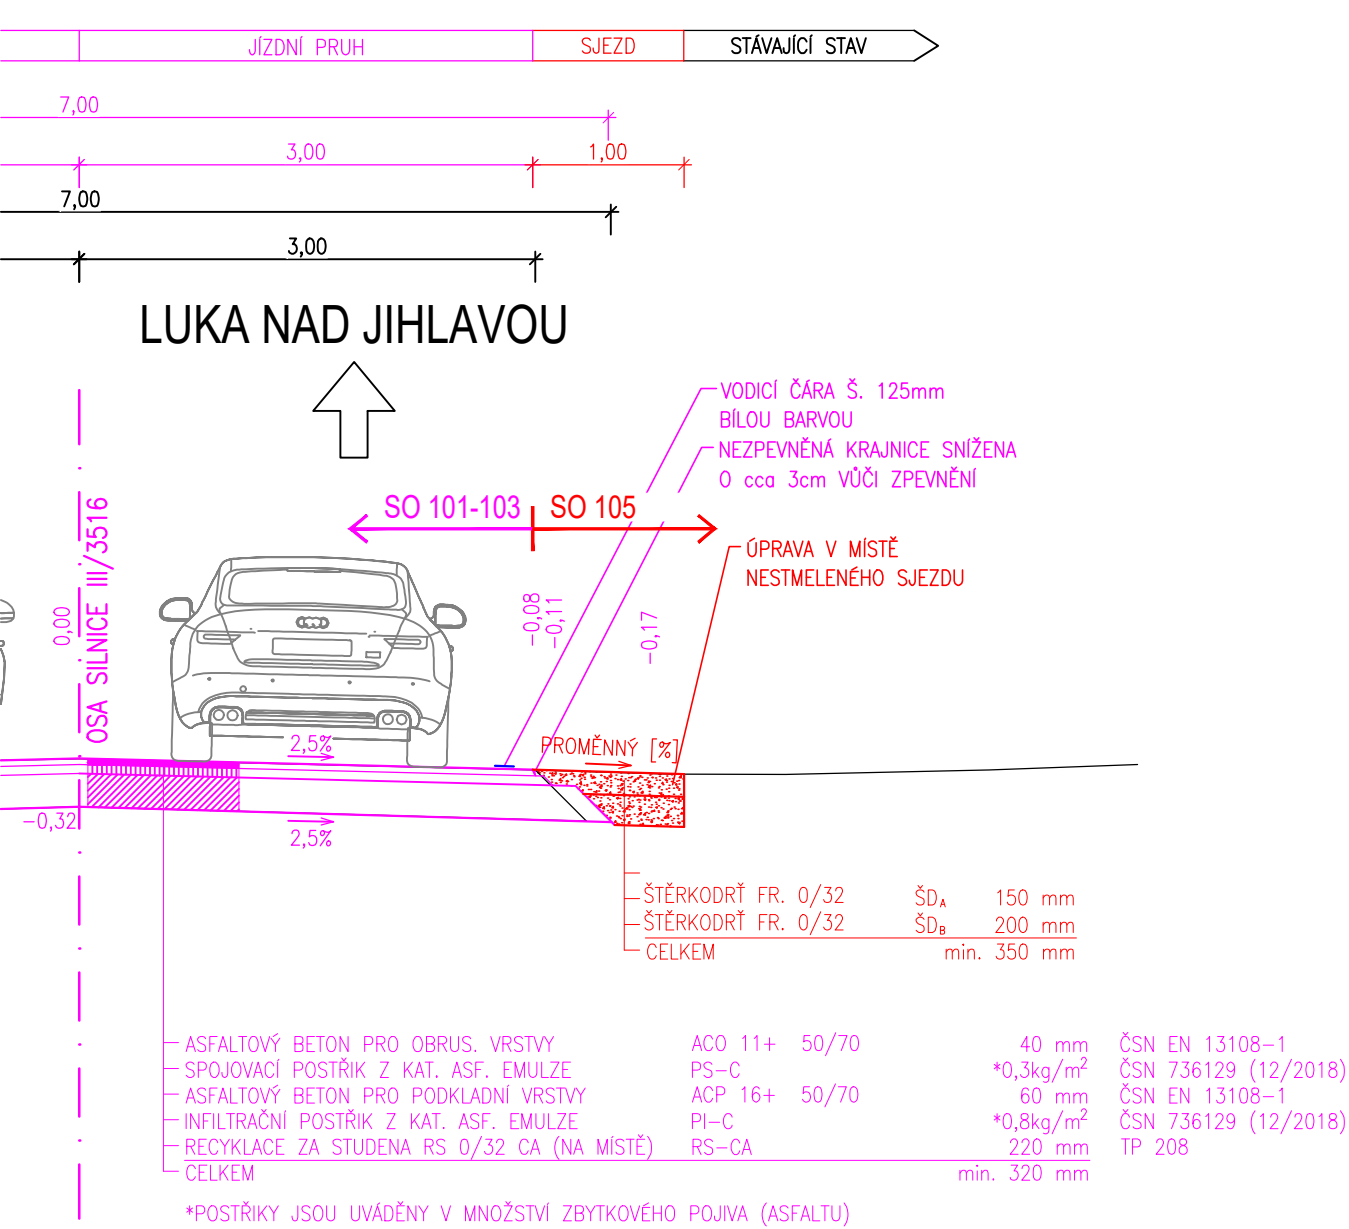 JÍZDNÍ PRUH SJEZD STÁVAJÍCÍ STAV
7,00
3,00 1,00
7,00
3,00
LUKA NAD JIHLAVOU
VODICÍ ČÁRA Š. 125mm
BÍLOU BARVOU
NEZPEVNĚNÁ KRAJNICE SNÍŽENA
O cca 3cm VŮČI ZPEVNĚNÍ
SO 101-103 SO 105
ÚPRAVA V MÍSTĚ
NESTMELENÉHO SJEZDU
0,00
OSA SILNICE III/3516
-0,08
-0,11
-0,17
2,5%
PROMĚNNÝ [%]
-0,32
2,5%
ŠTĚRKODRŤ FR. 0/32 ŠDA 150 mm
ŠTĚRKODRŤ FR. 0/32 ŠDB 200 mm
CELKEM min. 350 mm
ASFALTOVÝ BETON PRO OBRUS. VRSTVY ACO 11+ 50/70 40 mm ČSN EN 13108-1
SPOJOVACÍ POSTŘIK Z KAT. ASF. EMULZE PS-C *0,3kg/m² ČSN 736129 (12/2018)
ASFALTOVÝ BETON PRO PODKLADNÍ VRSTVY ACP 16+ 50/70 60 mm ČSN EN 13108-1
INFILTRAČNÍ POSTŘIK Z KAT. ASF. EMULZE PI-C *0,8kg/m² ČSN 736129 (12/2018)
RECYKLACE ZA STUDENA RS 0/32 CA (NA MÍSTĚ) RS-CA 220 mm TP 208
CELKEM min. 320 mm
*POSTŘIKY JSOU UVÁDĚNY V MNOŽSTVÍ ZBYTKOVÉHO POJIVA (ASFALTU)